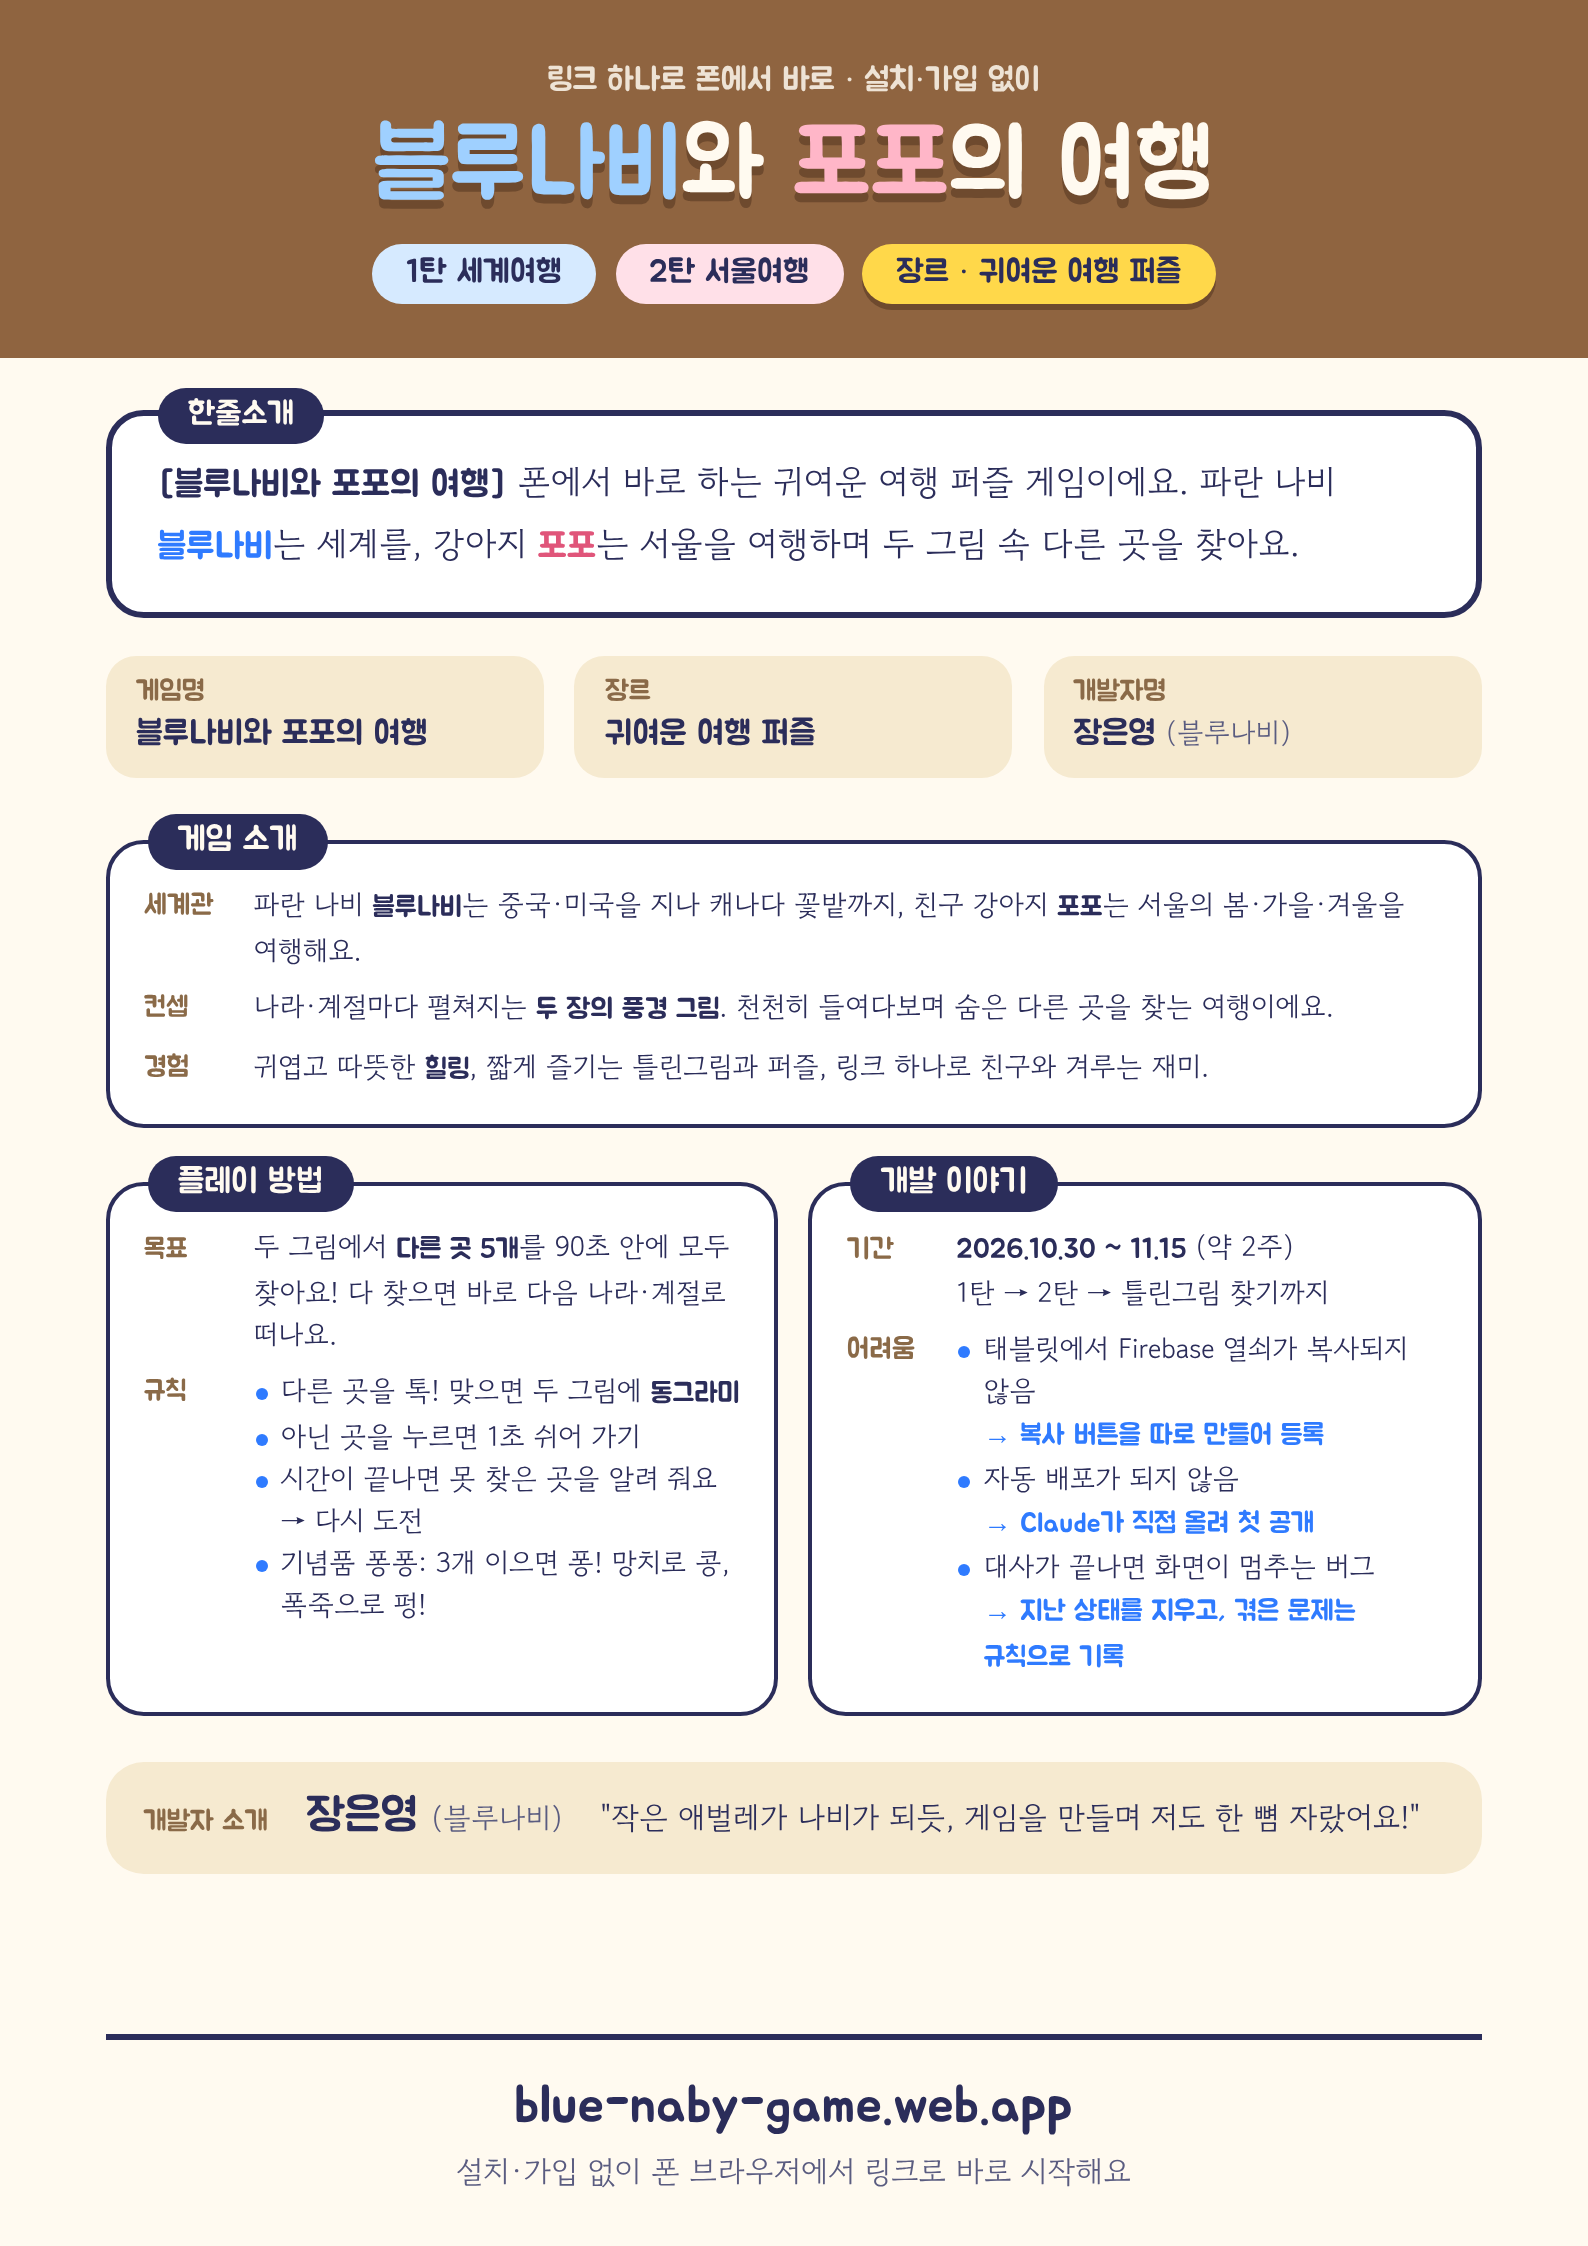 링크 하나로 폰에서 바로 · 설치·가입 없이
블루나비와 포포의 여행
1탄 세계여행
2탄 서울여행
장르 · 귀여운 여행 퍼즐
한줄소개
[블루나비와 포포의 여행] 폰에서 바로 하는 귀여운 여행 퍼즐 게임이에요. 파란 나비
블루나비는 세계를, 강아지 포포는 서울을 여행하며 두 그림 속 다른 곳을 찾아요.
게임명
블루나비와 포포의 여행
장르
귀여운 여행 퍼즐
개발자명
장은영 (블루나비)
게임 소개
세계관
파란 나비 블루나비는 중국·미국을 지나 캐나다 꽃밭까지, 친구 강아지 포포는 서울의 봄·가을·겨울을
여행해요.
컨셉
나라·계절마다 펼쳐지는 두 장의 풍경 그림. 천천히 들여다보며 숨은 다른 곳을 찾는 여행이에요.
경험
귀엽고 따뜻한 힐링, 짧게 즐기는 틀린그림과 퍼즐, 링크 하나로 친구와 겨루는 재미.
플레이 방법
목표
두 그림에서 다른 곳 5개를 90초 안에 모두
찾아요! 다 찾으면 바로 다음 나라·계절로
떠나요.
규칙
● 다른 곳을 톡! 맞으면 두 그림에 동그라미
● 아닌 곳을 누르면 1초 쉬어 가기
● 시간이 끝나면 못 찾은 곳을 알려 줘요
→ 다시 도전
● 기념품 퐁퐁: 3개 이으면 퐁! 망치로 콩,
폭죽으로 펑!
개발 이야기
기간
2026.10.30 ~ 11.15 (약 2주)
1탄 → 2탄 → 틀린그림 찾기까지
어려움
● 태블릿에서 Firebase 열쇠가 복사되지
않음
→ 복사 버튼을 따로 만들어 등록
● 자동 배포가 되지 않음
→ Claude가 직접 올려 첫 공개
● 대사가 끝나면 화면이 멈추는 버그
→ 지난 상태를 지우고, 겪은 문제는
규칙으로 기록
개발자 소개
장은영 (블루나비)
"작은 애벌레가 나비가 되듯, 게임을 만들며 저도 한 뼘 자랐어요!"
blue-naby-game.web.app
설치·가입 없이 폰 브라우저에서 링크로 바로 시작해요